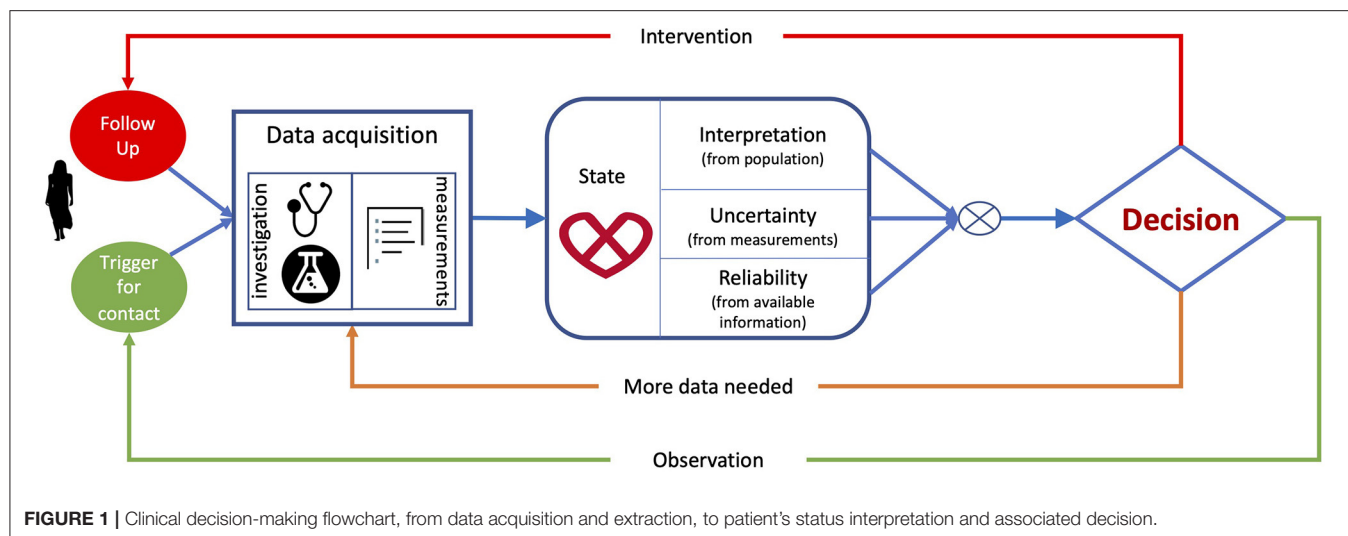 Intervention
Follow
Up
Trigger
for
contact
Data acquisition
investigation
measurements
State
Interpretation
(from population)
Uncertainty
(from measurements)
Reliability
(from available
information)
Decision
More data needed
Observation
FIGURE 1 | Clinical decision-making flowchart, from data acquisition and extraction, to patient's status interpretation and associated decision.